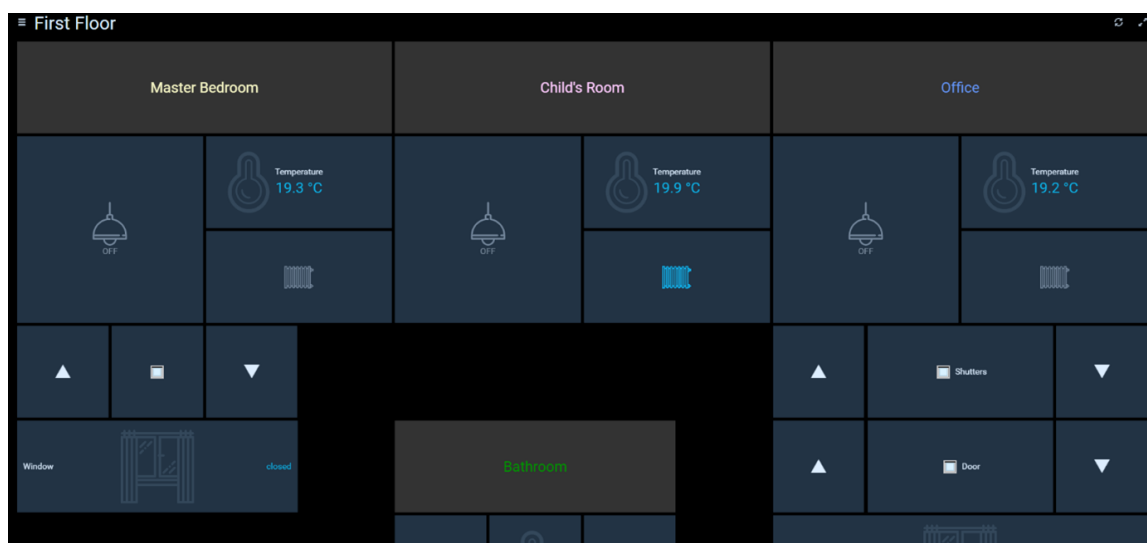 First Floor
Master Bedroom
Child's Room
Office
OFF
Temperature
19.3 °C
OFF
Temperature
19.9 °C
OFF
Temperature
19.2 °C
Shutters
Window
closed
Bathroom
Door